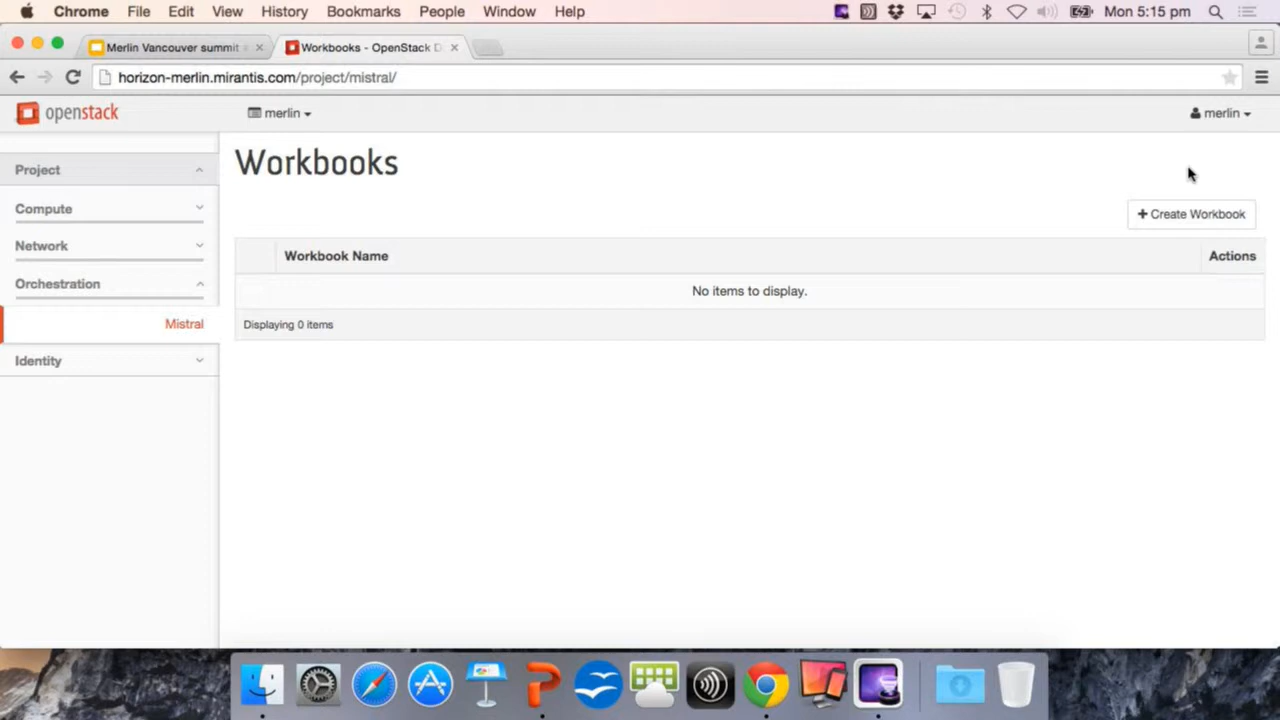 Chrome File Edit View History Bookmarks People Window Help Mon 5:15 pm
Merlin Vancouver summit Workbooks - OpenStack D
horizon-merlin.mirantis.com/project/mistral/
openstack merlin merlin
Project
Workbooks
Compute
+ Create Workbook
Network
Workbook Name Actions
Orchestration
No items to display.
Mistral
Displaying 0 items
Identity